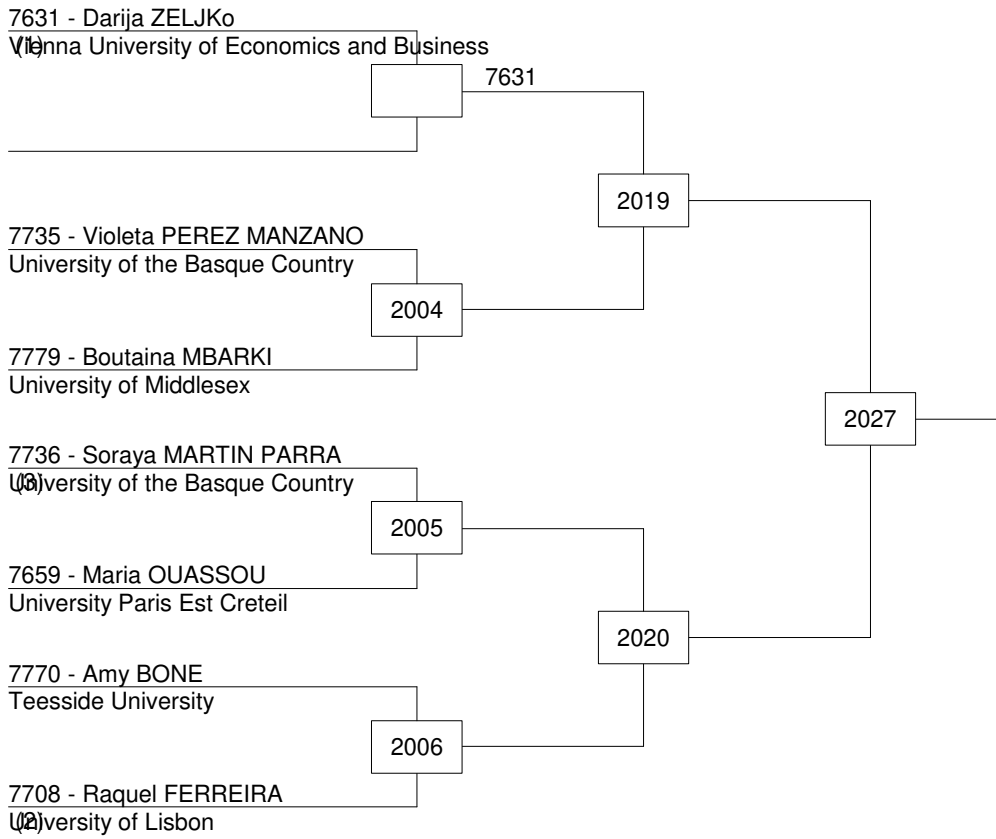 7631 - Darija ZELJKo
(1)
Vienna University of Economics and Business
7631
2019
7735 - Violeta PEREZ MANZANO
University of the Basque Country
2004
7779 - Boutaina MBARKI
University of Middlesex
2027
7736 - Soraya MARTIN PARRA
(3)
University of the Basque Country
2005
7659 - Maria OUASSOU
University Paris Est Creteil
2020
7770 - Amy BONE
Teesside University
2006
7708 - Raquel FERREIRA
(2)
University of Lisbon